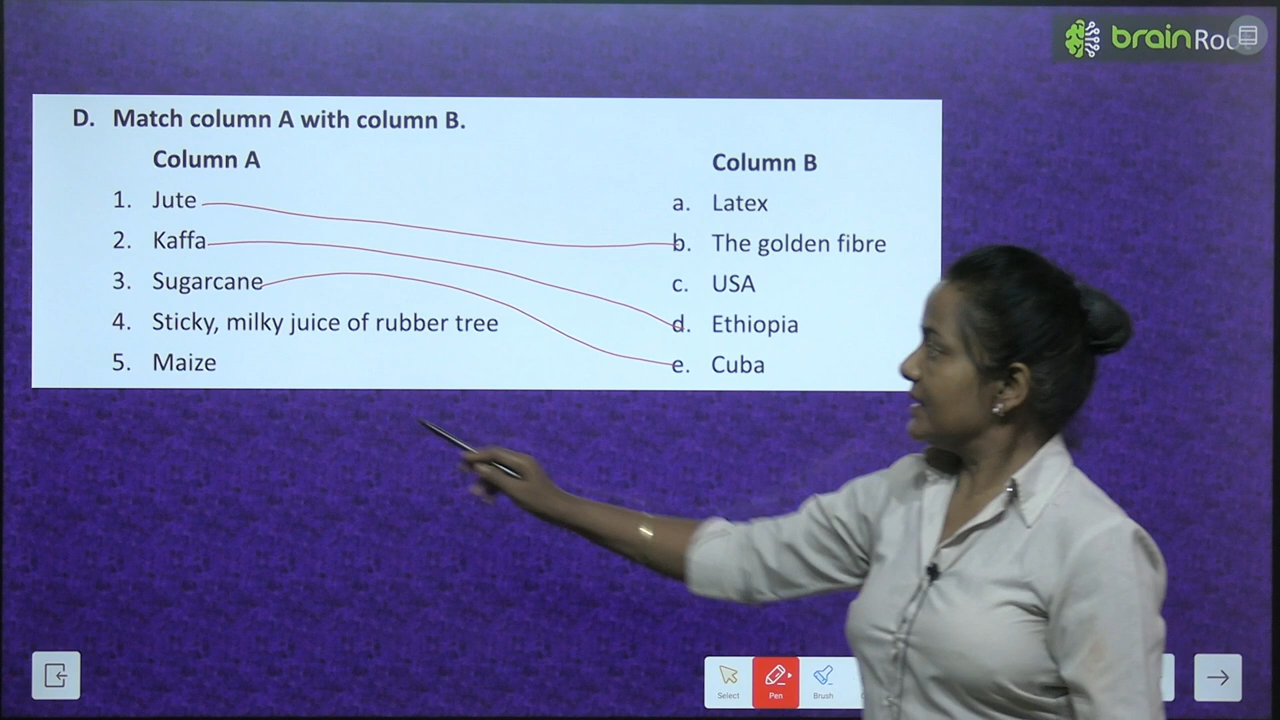 brainRoot
D. Match column A with column B.
Column A Column B
1. Jute a. Latex
2. Kaffa b. The golden fibre
3. Sugarcane c. USA
4. Sticky, milky juice of rubber tree d. Ethiopia
5. Maize e. Cuba
Select Pen Brush